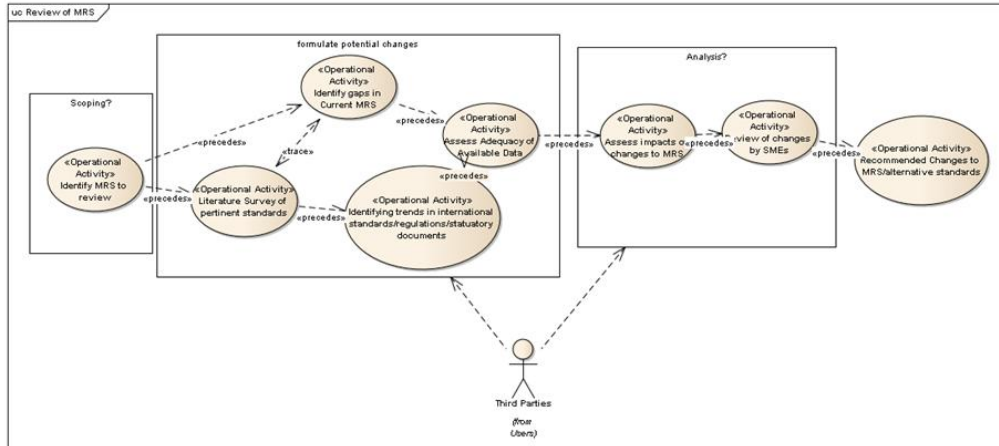 uc Review of MRS
Scoping?
«Operational
Activity»
Identify MRS to
review
«precedes»
«precedes»
formulate potential changes
«Operational
Activity»
Identify gaps in
Current MRS
«precedes»
«trace»
«Operational Activity»
Literature Survey of
pertinent standards
«precedes»
«Operational Activity»
Identifying trends in international
standards/regulations/statuatory
documents
«precedes»
«Operational
Activity»
Assess Adequacy of
Available Data
«precedes»
Analysis?
«Operational
Activity»
Assess impacts o
changes to MRS
«precedes»
«Operational
Activity»
eview of changes
by SMEs
«precedes»
«Operational Activity»
Recommended Changes to
MRS/alternative standards
Third Parties
(from
Users)